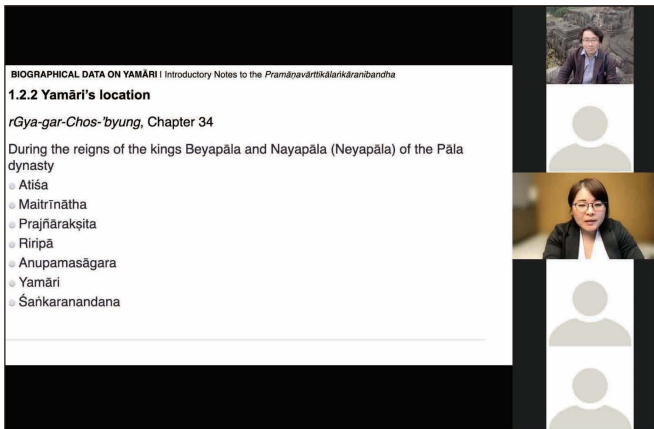 BIOGRAPHICAL DATA ON YAMĀRI | Introductory Notes to the Pramāṇavārttikālaṅkāranibandha
1.2.2 Yamāri's location
rGya-gar-Chos-'byung, Chapter 34
During the reigns of the kings Beyapāla and Nayapāla (Neyapāla) of the Pāla
dynasty
Atiśa
Maitrīnātha
Prajñārakṣita
Riripā
Anupamasāgara
Yamāri
Śaṅkaranandana